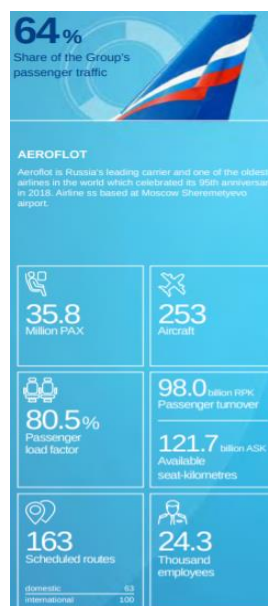 64%
Share of the Group's
passenger traffic
AEROFLOT
Aeroflot is Russia's leading carrier and one of the oldest
airlines in the world which celebrated its 95th anniversar
in 2018. Airline ss based at Moscow Sheremetyevo
airport.
35.8
Million PAX
253
Aircraft
80.5%
Passenger
load factor
98.0 billion RPK
Passenger turnover
121.7 billion ASK
Available
seat-kilometres
163
Scheduled routes
domestic 63
international 100
24.3
Thousand
employees